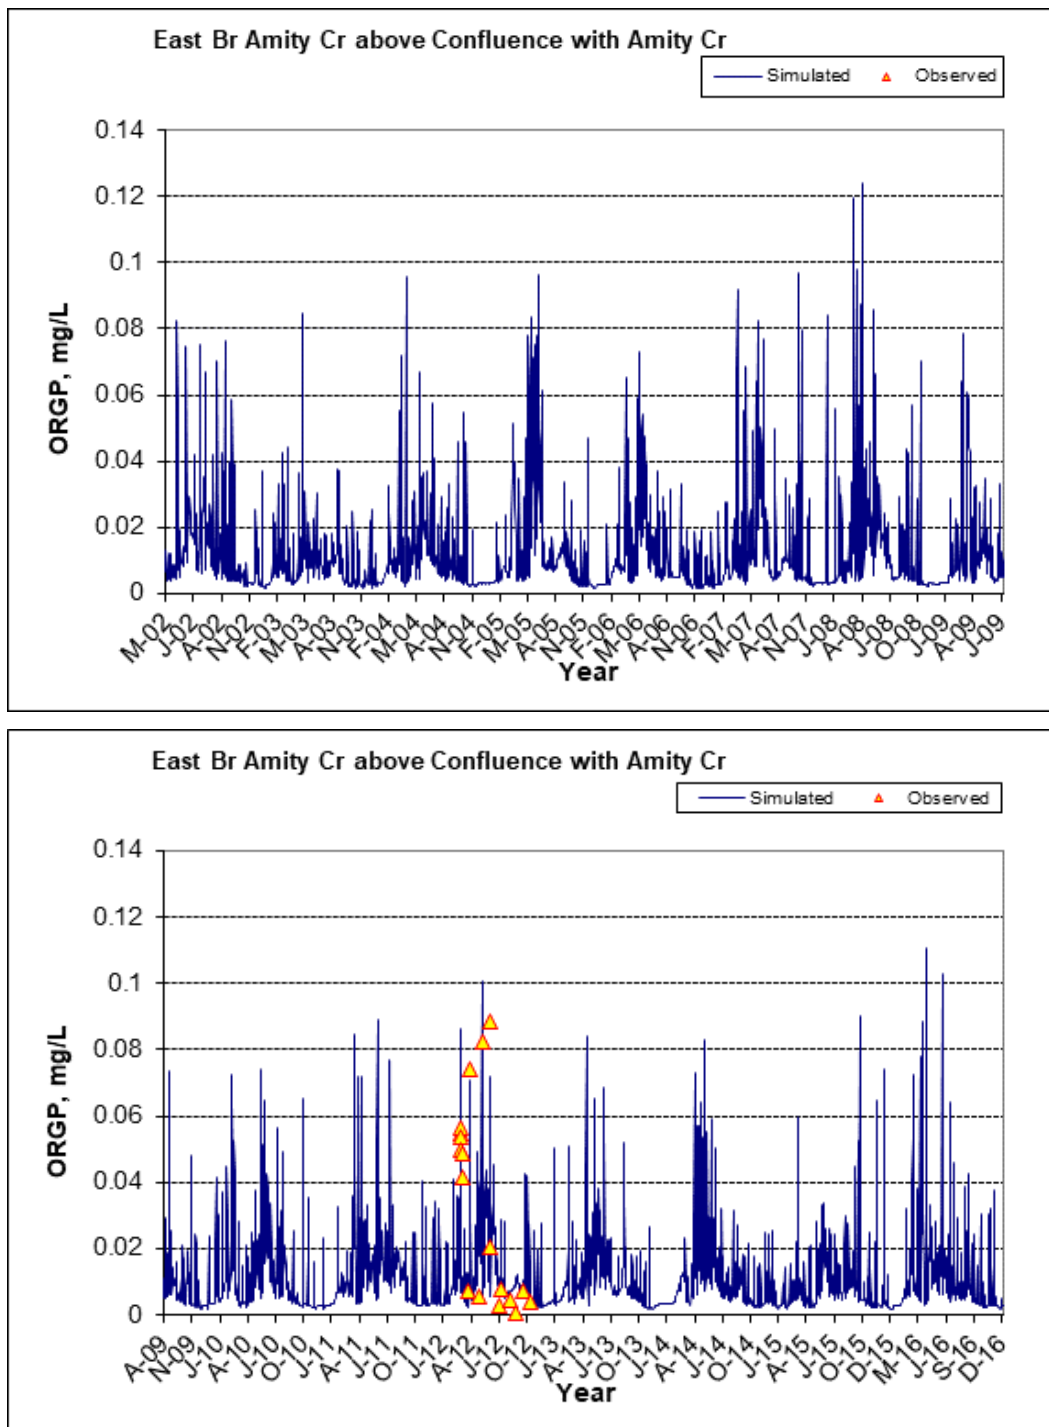 East Br Amity Cr above Confluence with Amity Cr
Simulated Observed
0.14
0.12
0.1
0.08
0.06
0.04
0.02
0
ORGP, mg/L
M-02 J-02 A-02 N-02 F-03 M-03 A-03 N-03 F-04 M-04 A-04 N-04 F-05 M-05 A-05 N-05 F-06 M-06 A-06 N-06 F-07 M-07 A-07 N-07 J-08 A-08 J-08 O-08 J-09 A-09 J-09
Year
East Br Amity Cr above Confluence with Amity Cr
Simulated Observed
0.14
0.12
0.1
0.08
0.06
0.04
0.02
0
ORGP, mg/L
A-09 N-09 J-10 A-10 J-10 O-10 J-11 A-11 J-11 O-11 J-12 A-12 J-12 O-12 J-13 A-13 J-13 O-13 J-14 A-14 J-14 O-14 J-15 A-15 J-15 O-15 D-15 M-16 J-16 S-16 D-16
Year